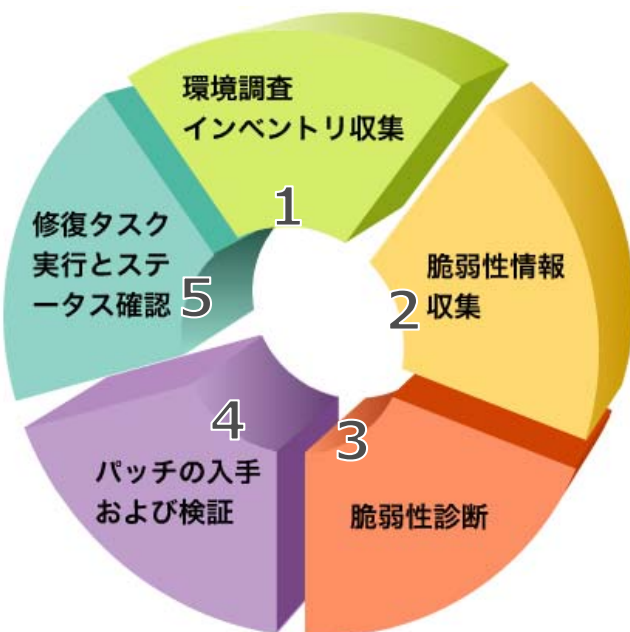 環境調査
インベントリ収集
1
脆弱性情報
収集
2
3
脆弱性診断
4
パッチの入手
および検証
修復タスク
実行とステ
ータス確認
5